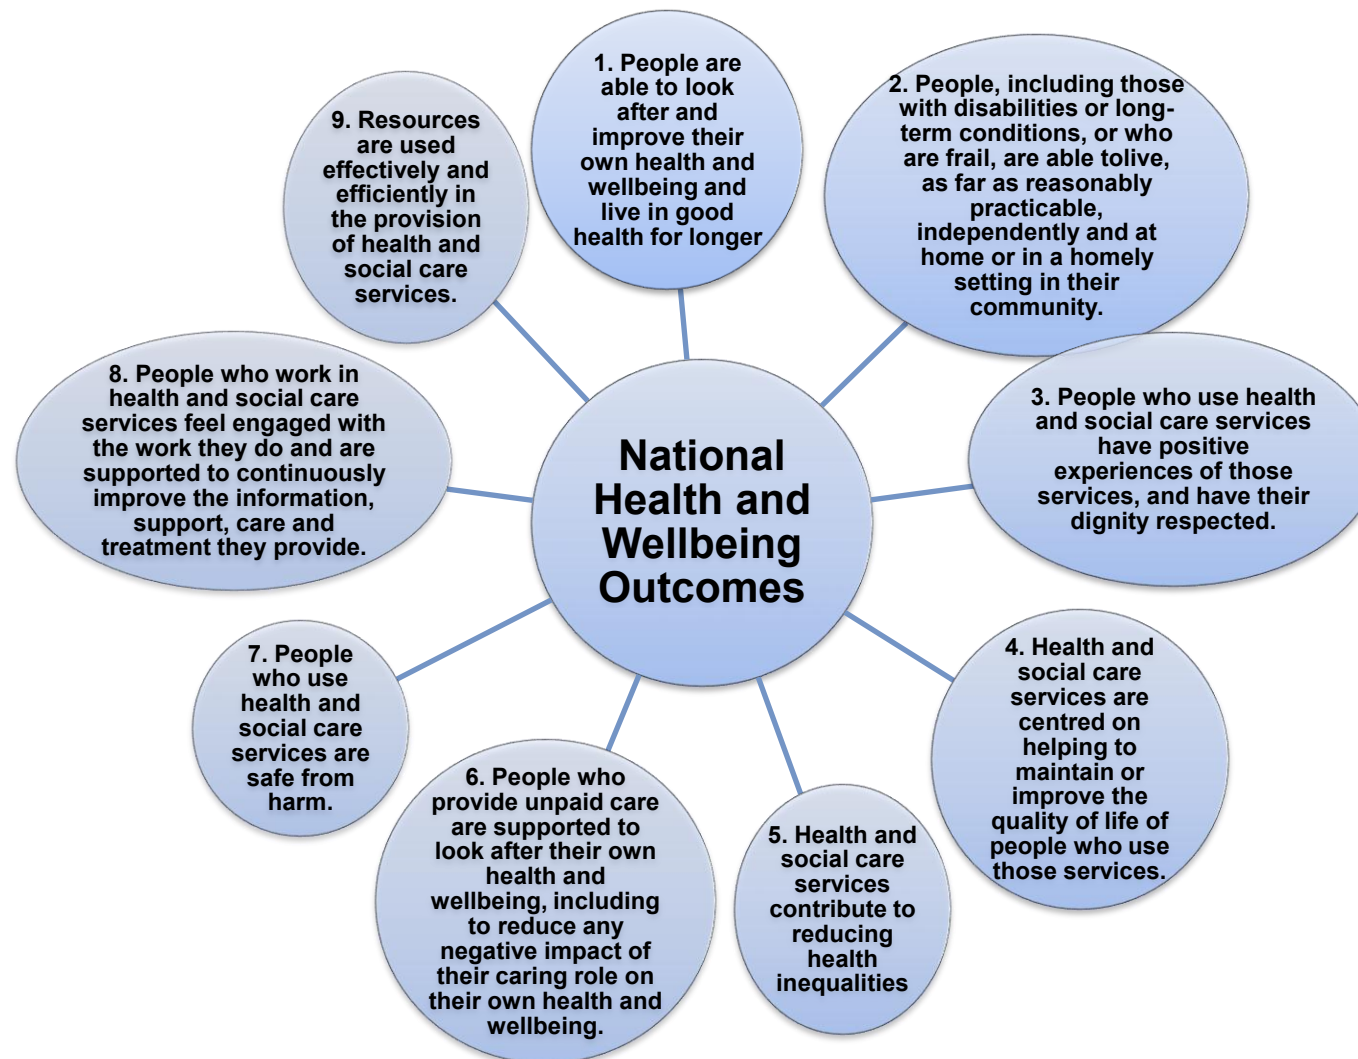 National
Health and
Wellbeing
Outcomes
1. People are
able to look
after and
improve their
own health and
wellbeing and
live in good
health for longer
2. People, including those
with disabilities or long-
term conditions, or who
are frail, are able tolive,
as far as reasonably
practicable,
independently and at
home or in a homely
setting in their
community.
3. People who use health
and social care services
have positive
experiences of those
services, and have their
dignity respected.
4. Health and
social care
services are
centred on
helping to
maintain or
improve the
quality of life of
people who use
those services.
5. Health and
social care
services
contribute to
reducing
health
inequalities
6. People who
provide unpaid care
are supported to
look after their own
health and
wellbeing, including
to reduce any
negative impact of
their caring role on
their own health and
wellbeing.
7. People
who use
health and
social care
services are
safe from
harm.
8. People who work in
health and social care
services feel engaged with
the work they do and are
supported to continuously
improve the information,
support, care and
treatment they provide.
9. Resources
are used
effectively and
efficiently in
the provision
of health and
social care
services.